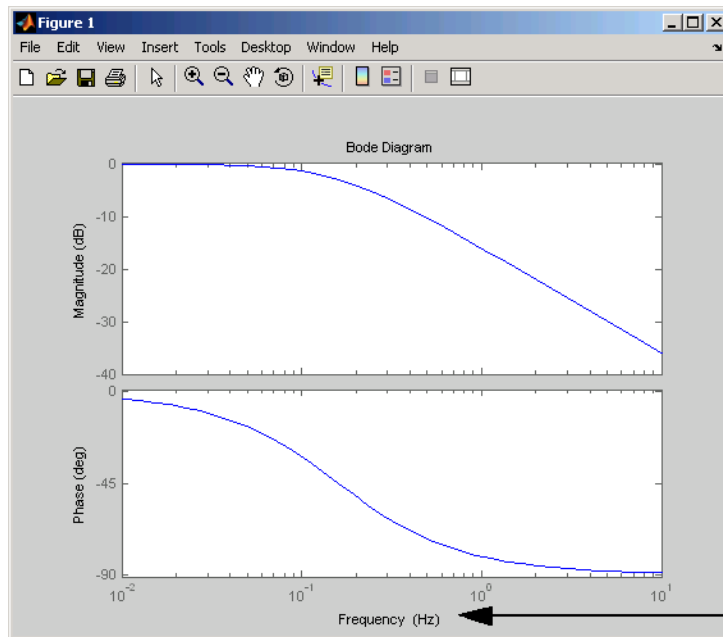 Figure 1
File Edit View Insert Tools Desktop Window Help
Bode Diagram
0
-10
-20
-30
-40
Magnitude (dB)
0
-45
-90
Phase (deg)
10^-2 10^-1 10^0 10^1
Frequency (Hz)